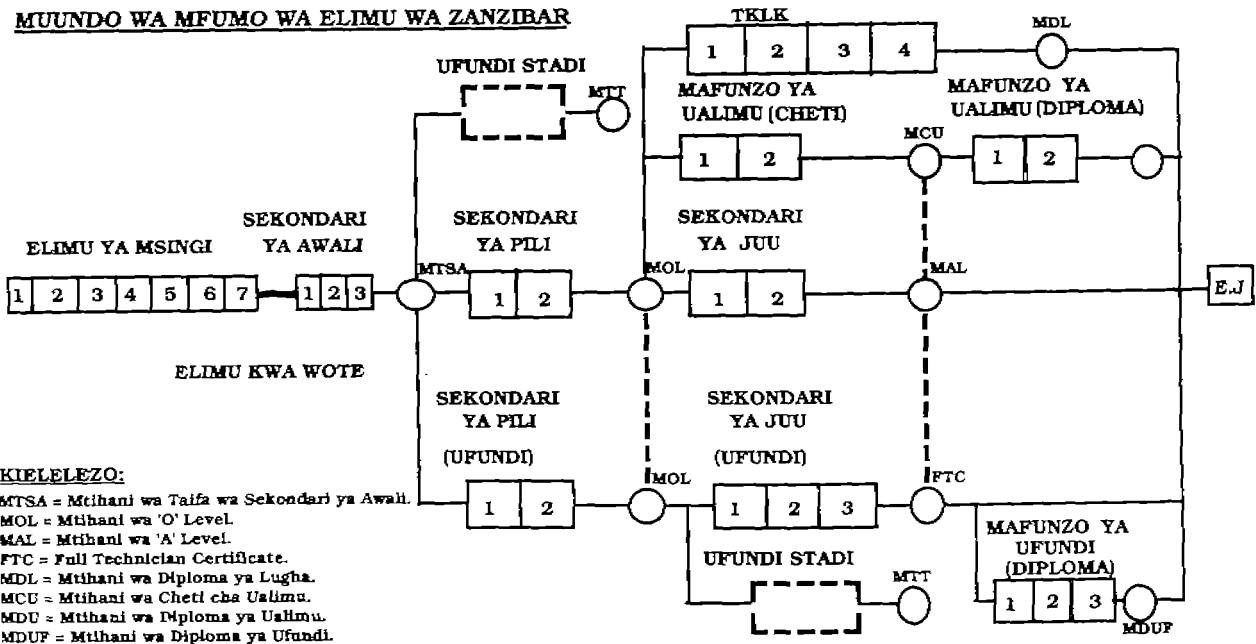 MUUNDO WA MFUMO WA ELIMU WA ZANZIBAR
TKLK
1 2 3 4
MDL
UFUNDI STADI
MTT
MAFUNZO YA
UALIMU (CHETI)
1 2
MCU
MAFUNZO YA
UALIMU (DIPLOMA)
1 2
ELIMU YA MSINGI
1 2 3 4 5 6 7
SEKONDARI
YA AWALI
1 2 3
MTSA
SEKONDARI
YA PILI
1 2
MOL
SEKONDARI
YA JUU
1 2
MAL
E.J
ELIMU KWA WOTE
SEKONDARI
YA PILI
(UFUNDI)
1 2
MOL
SEKONDARI
YA JUU
(UFUNDI)
1 2 3
FTC
UFUNDI STADI
MTT
MAFUNZO YA
UFUNDI
(DIPLOMA)
1 2 3
MDUF
KIELELEZO:
MTSA = Mtihani wa Taifa wa Sekondari ya Awali.
MOL = Mtihani wa 'O' Level.
MAL = Mtihani wa 'A' Level.
FTC = Full Technician Certificate.
MDL = Mtihani wa Diploma ya Lugha.
MCU = Mtihani wa Cheti cha Ualimu.
MDU = Mtihani wa Diploma ya Ualimu.
MDUF = Mtihani wa Diploma ya Ufundi.